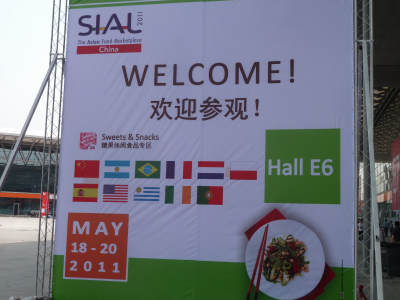 SIAL 2011
The Asian Food Marketplace
China
WELCOME!
欢迎参观！
Sweets & Snacks
糖果休闲食品专区
Hall E6
MAY
18 - 20
2011